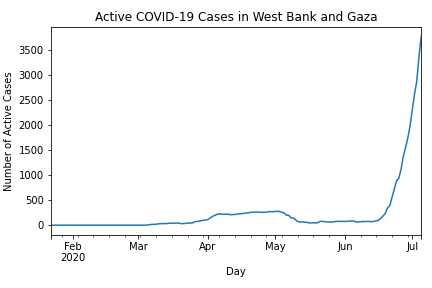 Active COVID-19 Cases in West Bank and Gaza
Number of Active Cases
3500
3000
2500
2000
1500
1000
500
0
Feb
2020
Mar
Apr
May
Jun
Jul
Day